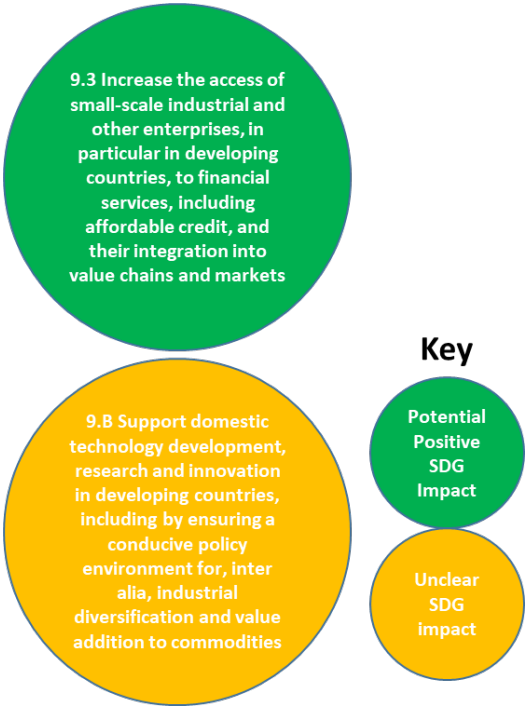 9.3 Increase the access of
small-scale industrial and
other enterprises, in
particular in developing
countries, to financial
services, including
affordable credit, and
their integration into
value chains and markets
9.B Support domestic
technology development,
research and innovation
in developing countries,
including by ensuring a
conducive policy
environment for, inter
alia, industrial
diversification and value
addition to commodities
Key
Potential
Positive
SDG
Impact
Unclear
SDG
impact